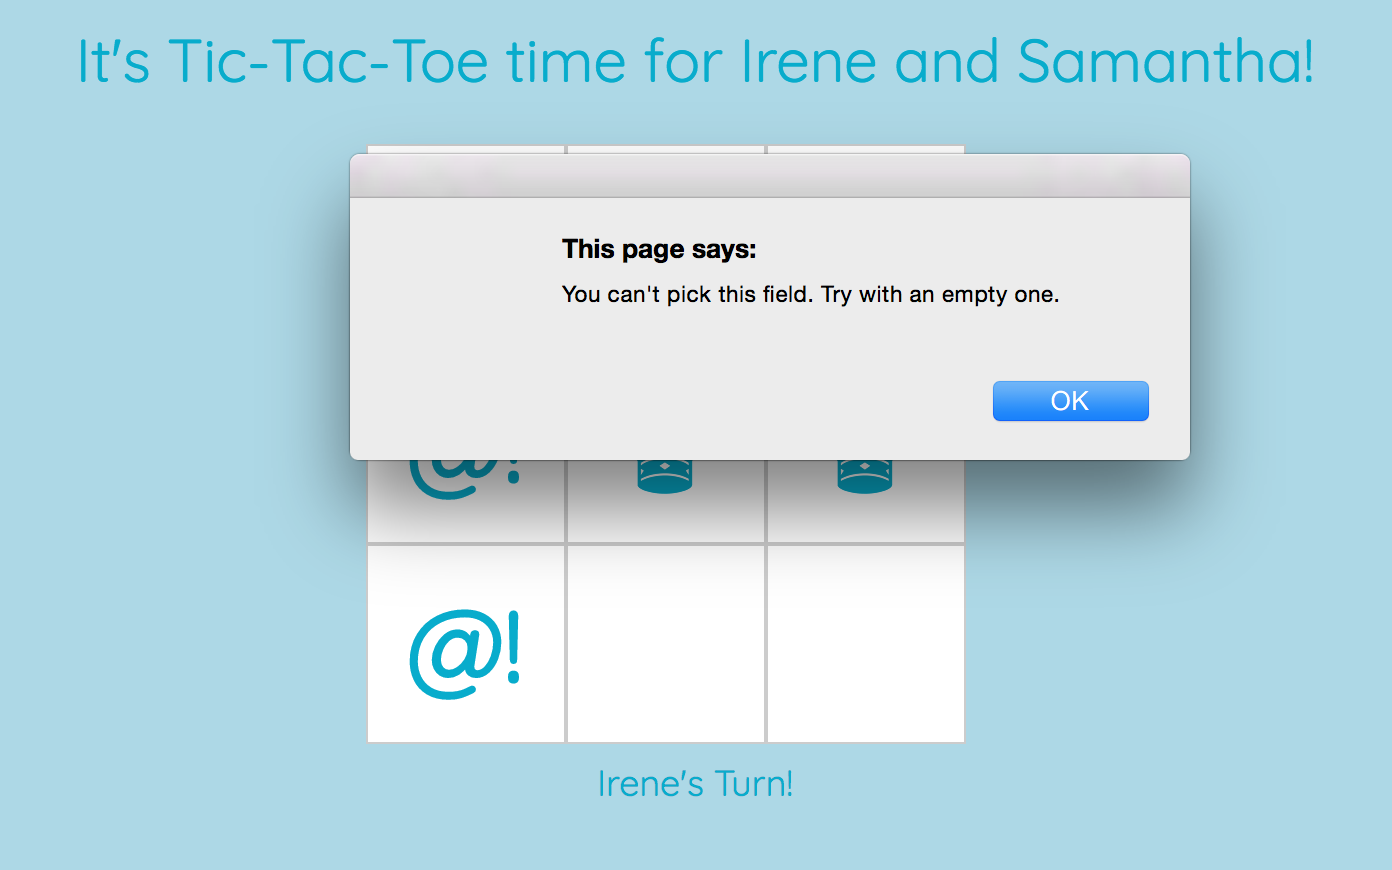 It's Tic-Tac-Toe time for Irene and Samantha!
This page says:
You can't pick this field. Try with an empty one.
OK
@!
@!
Irene's Turn!